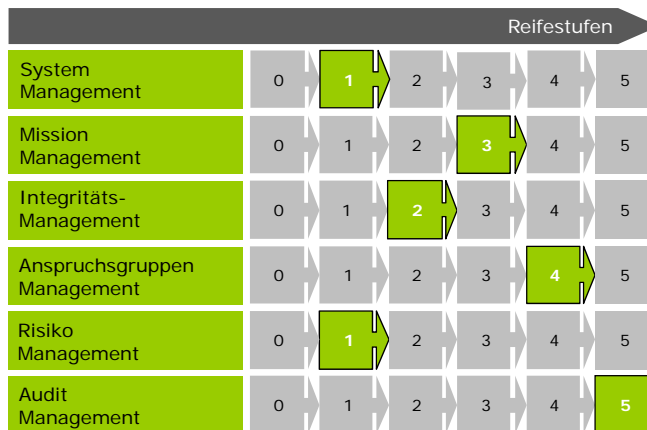 Reifestufen
System
Management
0 1 2 3 4 5
Mission
Management
0 1 2 3 4 5
Integritäts-
Management
0 1 2 3 4 5
Anspruchsgruppen
Management
0 1 2 3 4 5
Risiko
Management
0 1 2 3 4 5
Audit
Management
0 1 2 3 4 5